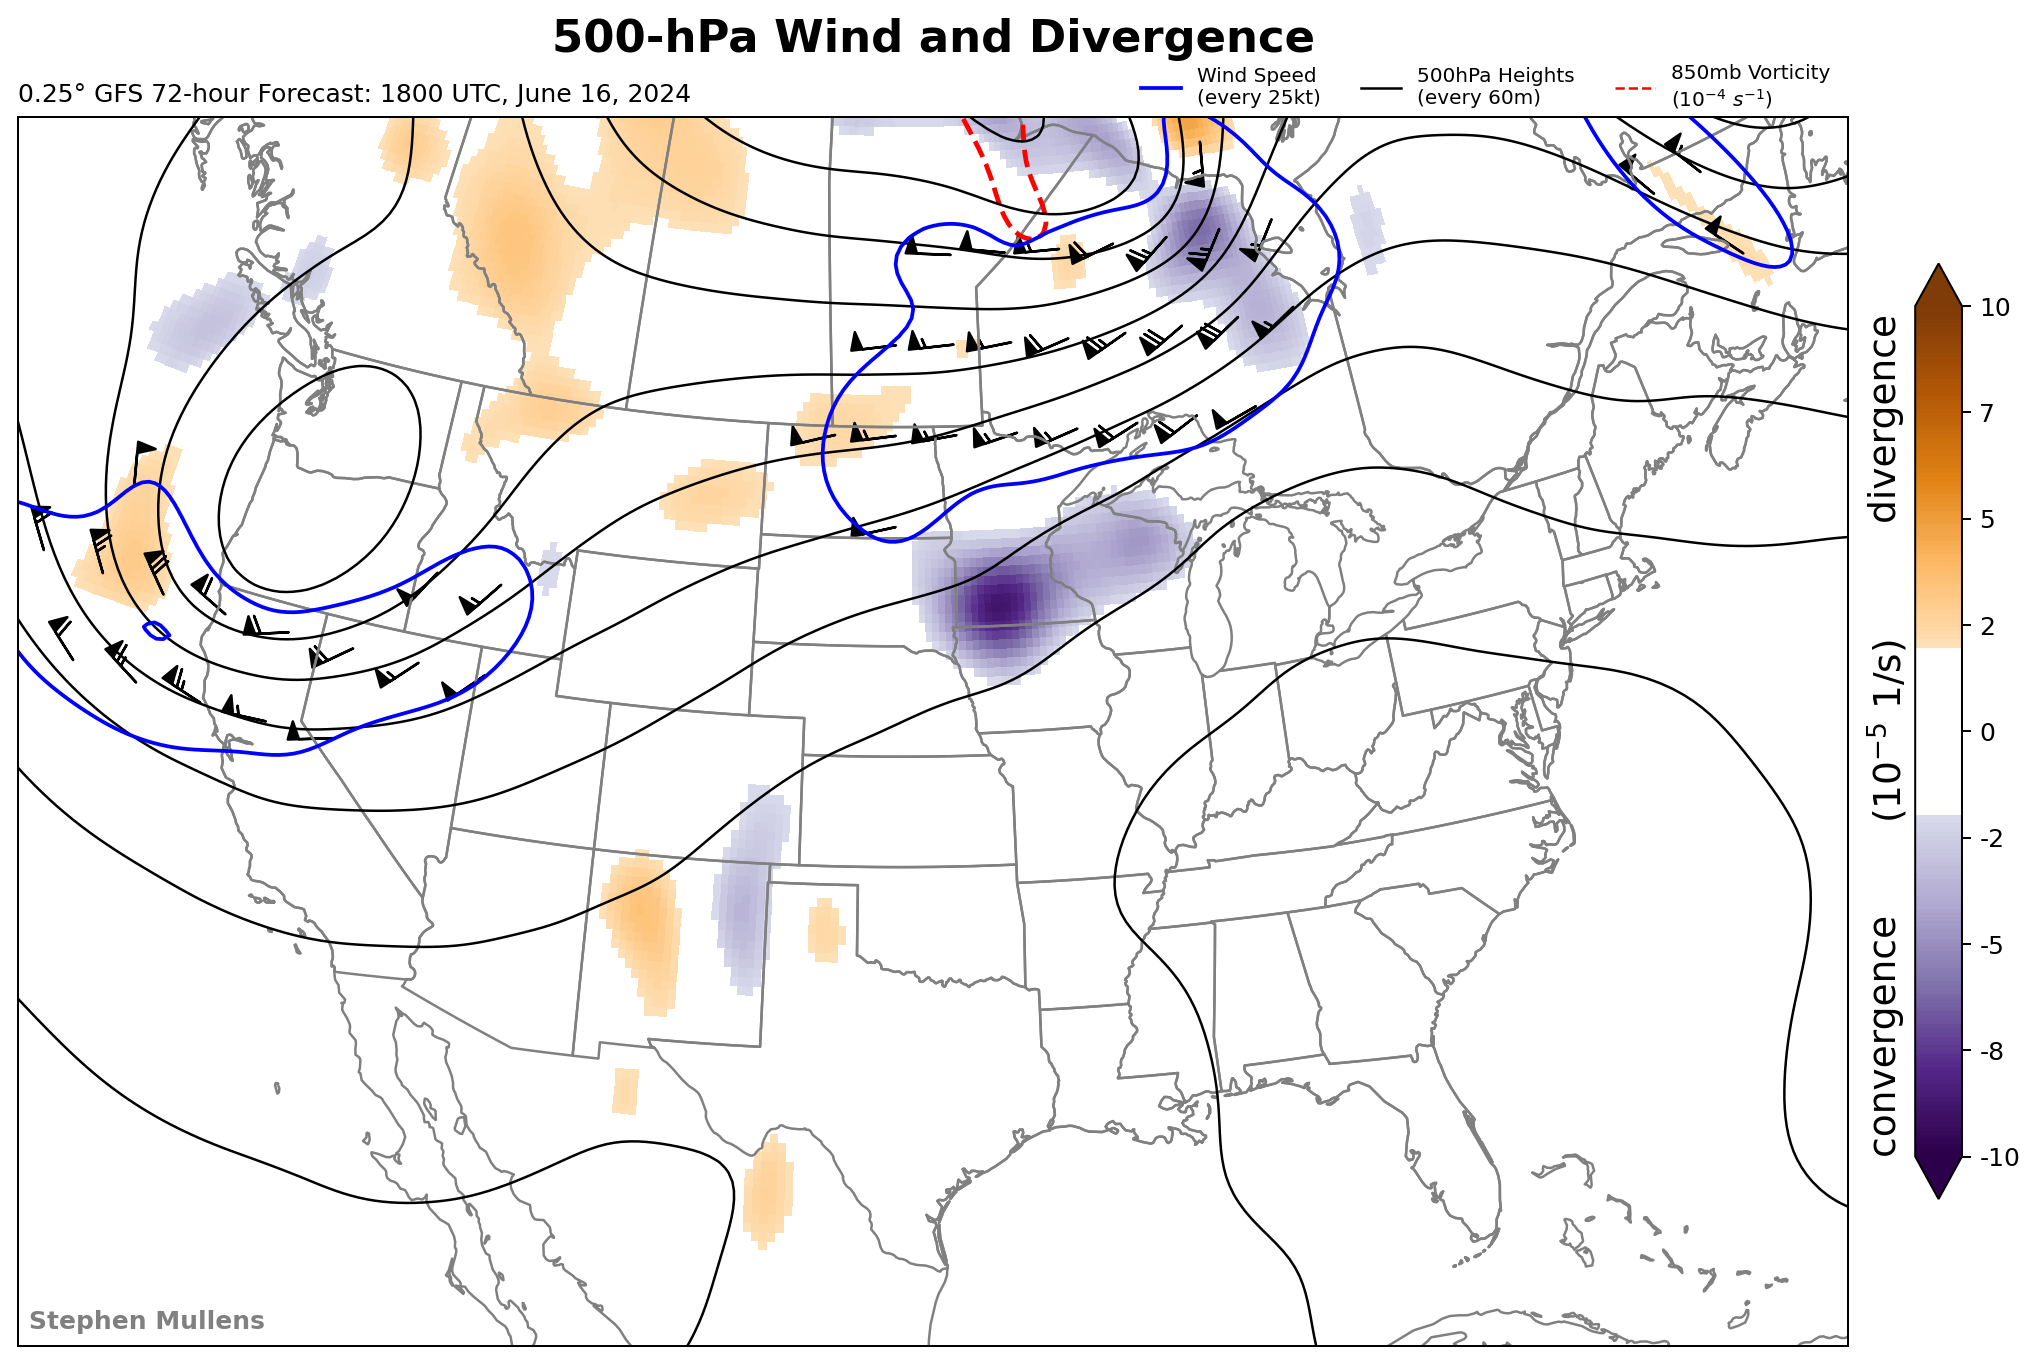 500-hPa Wind and Divergence
0.25° GFS 72-hour Forecast: 1800 UTC, June 16, 2024
Wind Speed
(every 25kt)
500hPa Heights
(every 60m)
850mb Vorticity
(10⁻⁴ s⁻¹)
10
7
5
2
0
-2
-5
-8
-10
convergence (10⁻⁵ 1/s) divergence
Stephen Mullens